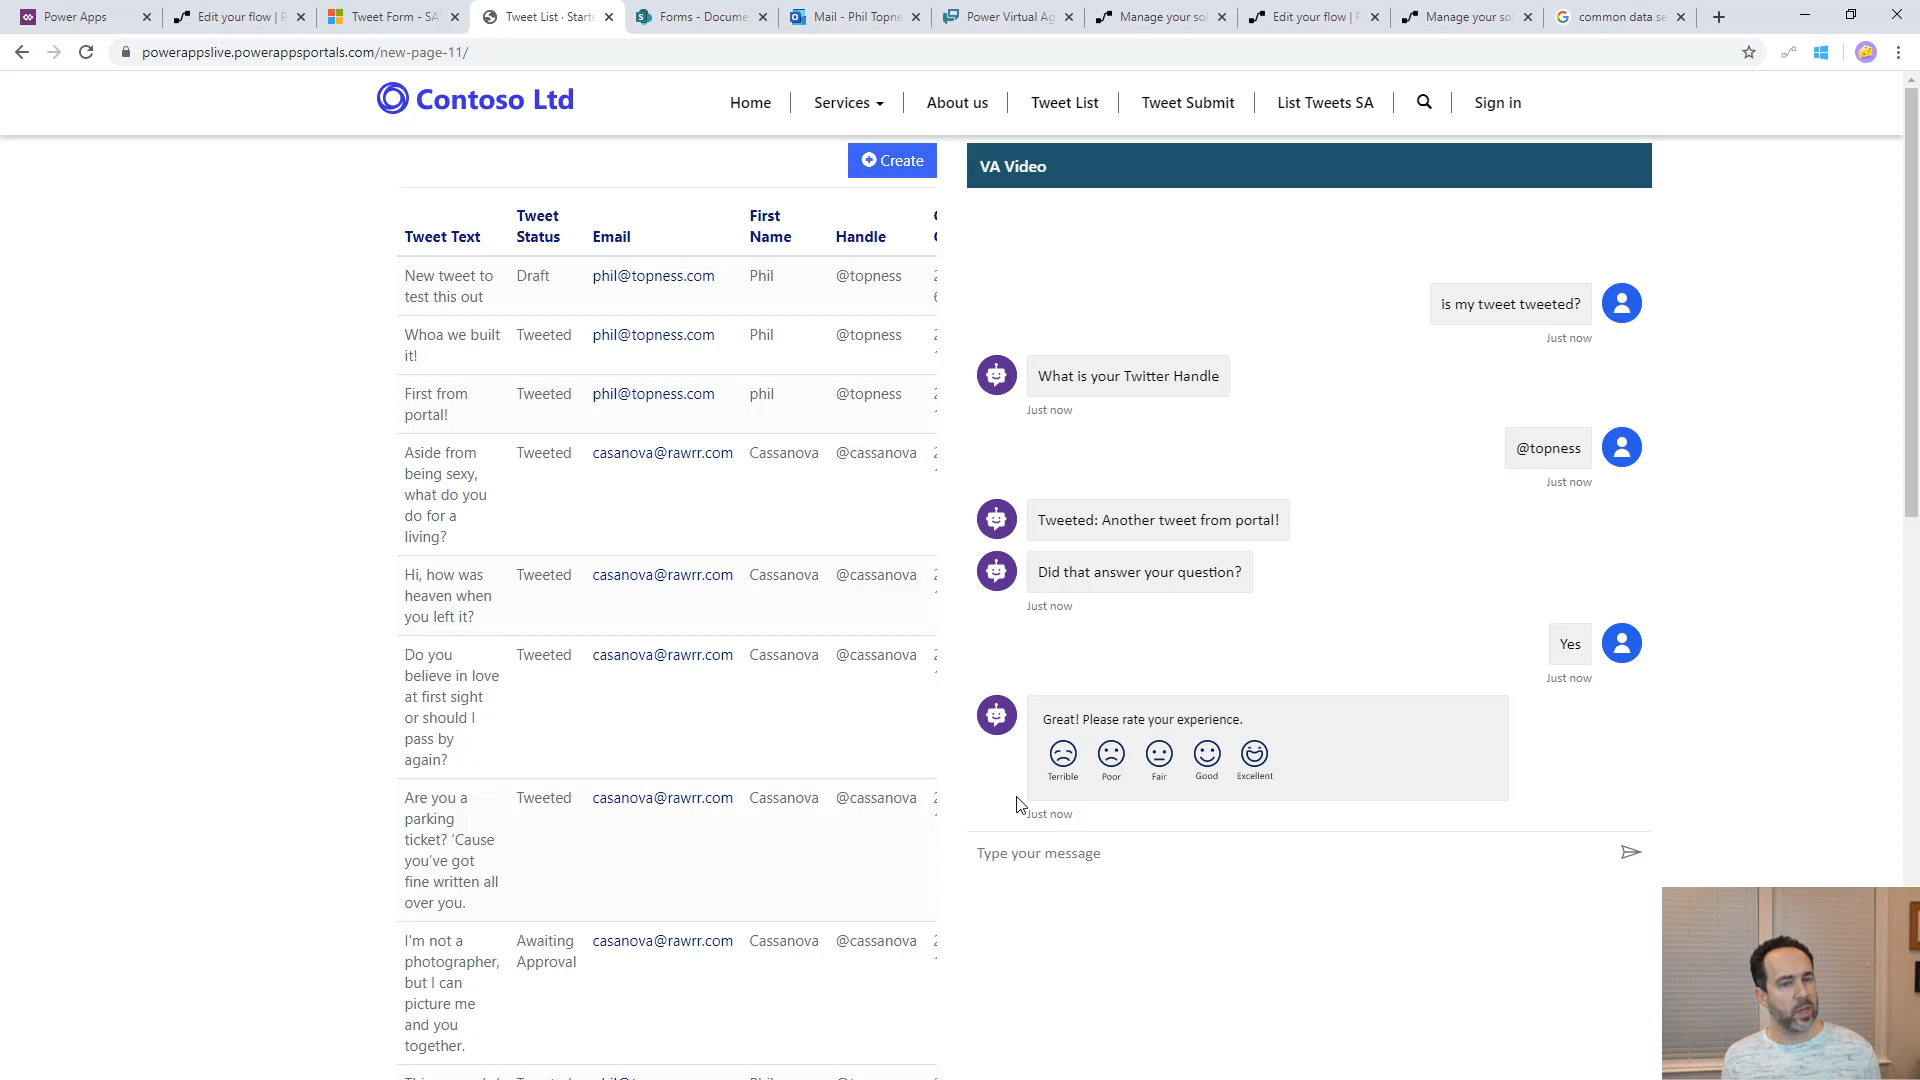 Power Apps
Edit your flow | P
Tweet Form - SA
Tweet List · Starte
Forms - Docume
Mail - Phil Topne
Power Virtual Ag
Manage your so
Edit your flow | P
Manage your so
common data se
powerappslive.powerappsportals.com/new-page-11/
Contoso Ltd
Home
Services
About us
Tweet List
Tweet Submit
List Tweets SA
Sign in
Create
Tweet Text
Tweet
Status
Email
First
Name
Handle
New tweet to
test this out
Draft
phil@topness.com
Phil
@topness
Whoa we built
it!
Tweeted
phil@topness.com
Phil
@topness
First from
portal!
Tweeted
phil@topness.com
phil
@topness
Aside from
being sexy,
what do you
do for a
living?
Tweeted
casanova@rawrr.com
Cassanova
@cassanova
Hi, how was
heaven when
you left it?
Tweeted
casanova@rawrr.com
Cassanova
@cassanova
Do you
believe in love
at first sight
or should I
pass by
again?
Tweeted
casanova@rawrr.com
Cassanova
@cassanova
Are you a
parking
ticket? ‘Cause
you’ve got
fine written all
over you.
Tweeted
casanova@rawrr.com
Cassanova
@cassanova
I'm not a
photographer,
but I can
picture me
and you
together.
Awaiting
Approval
casanova@rawrr.com
Cassanova
@cassanova
VA Video
is my tweet tweeted?
Just now
What is your Twitter Handle
Just now
@topness
Just now
Tweeted: Another tweet from portal!
Did that answer your question?
Just now
Yes
Just now
Great! Please rate your experience.
Terrible
Poor
Fair
Good
Excellent
Just now
Type your message